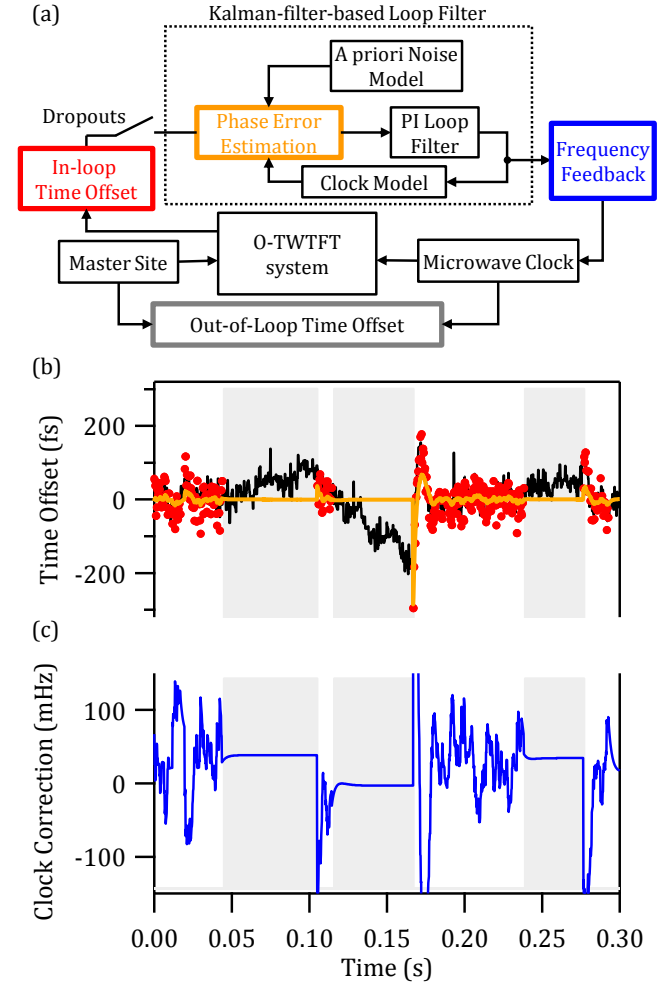 (a)
Kalman-filter-based Loop Filter
A priori Noise
Model
Dropouts
Phase Error
Estimation
PI Loop
Filter
In-loop
Time Offset
Frequency
Feedback
Clock Model
O-TWTFT
system
Master Site
Microwave Clock
Out-of-Loop Time Offset
(b)
Time Offset (fs)
200
0
-200
(c)
Clock Correction (mHz)
100
0
-100
0.00
0.05
0.10
0.15
0.20
0.25
0.30
Time (s)